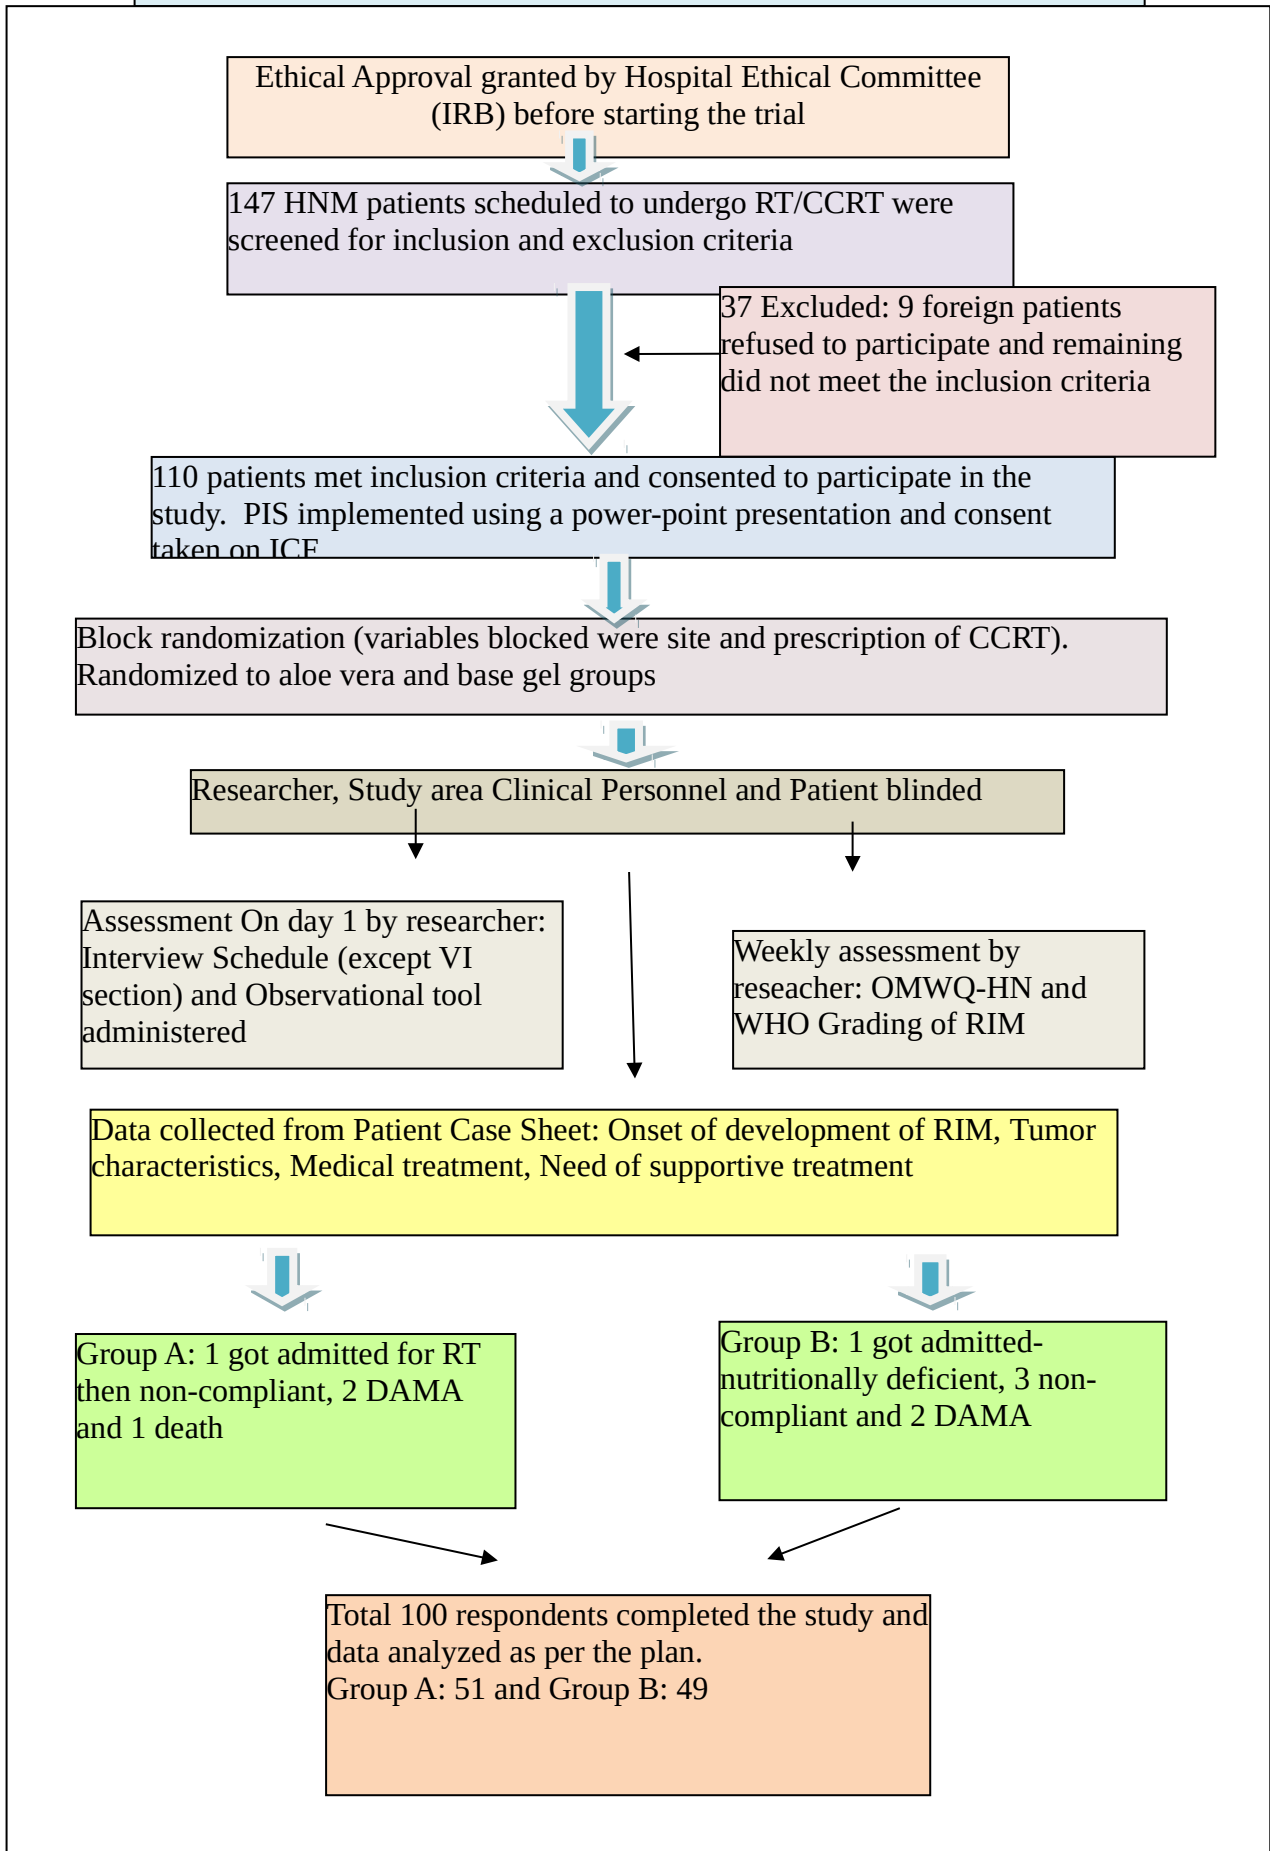 Ethical Approval granted by Hospital Ethical Committee
(IRB) before starting the trial
147 HNM patients scheduled to undergo RT/CCRT were
screened for inclusion and exclusion criteria
37 Excluded: 9 foreign patients
refused to participate and remaining
did not meet the inclusion criteria
110 patients met inclusion criteria and consented to participate in the
study.  PIS implemented using a power-point presentation and consent
taken on ICF
Block randomization (variables blocked were site and prescription of CCRT).
Randomized to aloe vera and base gel groups
Researcher, Study area Clinical Personnel and Patient blinded
Assessment On day 1 by researcher:
Interview Schedule (except VI
section) and Observational tool
administered
Weekly assessment by
reseacher: OMWQ-HN and
WHO Grading of RIM
Data collected from Patient Case Sheet: Onset of development of RIM, Tumor
characteristics, Medical treatment, Need of supportive treatment
Group A: 1 got admitted for RT
then non-compliant, 2 DAMA
and 1 death
Group B: 1 got admitted-
nutritionally deficient, 3 non-
compliant and 2 DAMA
Total 100 respondents completed the study and
data analyzed as per the plan.
Group A: 51 and Group B: 49